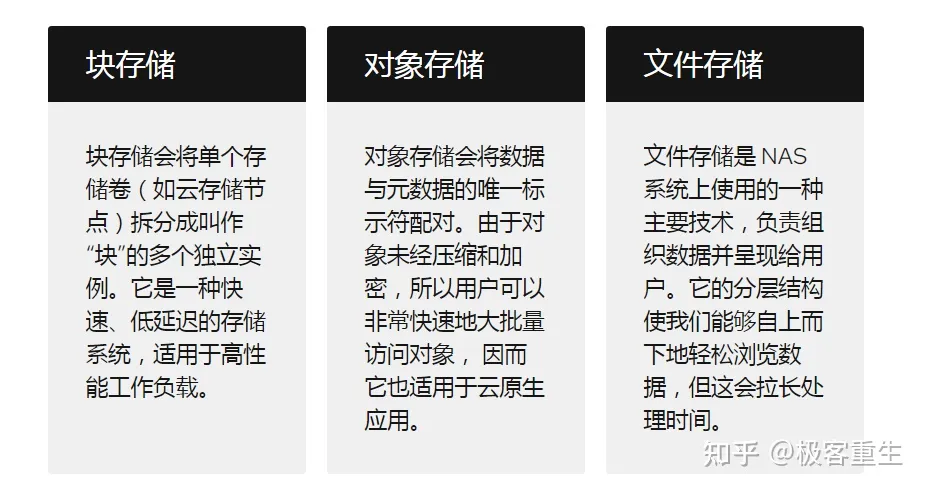 块存储
块存储会将单个存
储卷（如云存储节
点）拆分成叫作
“块”的多个独立实
例。它是一种快
速、低延迟的存储
系统，适用于高性
能工作负载。
对象存储
对象存储会将数据
与元数据的唯一标
示符配对。由于对
象未经压缩和加
密，所以用户可以
非常快速地大批量
访问对象， 因而
它也适用于云原生
应用。
文件存储
文件存储是 NAS
系统上使用的一种
主要技术，负责组
织数据并呈现给用
户。它的分层结构
使我们能够自上而
下地轻松浏览数
据，但这会拉长处
理时间。
知乎 @极客重生